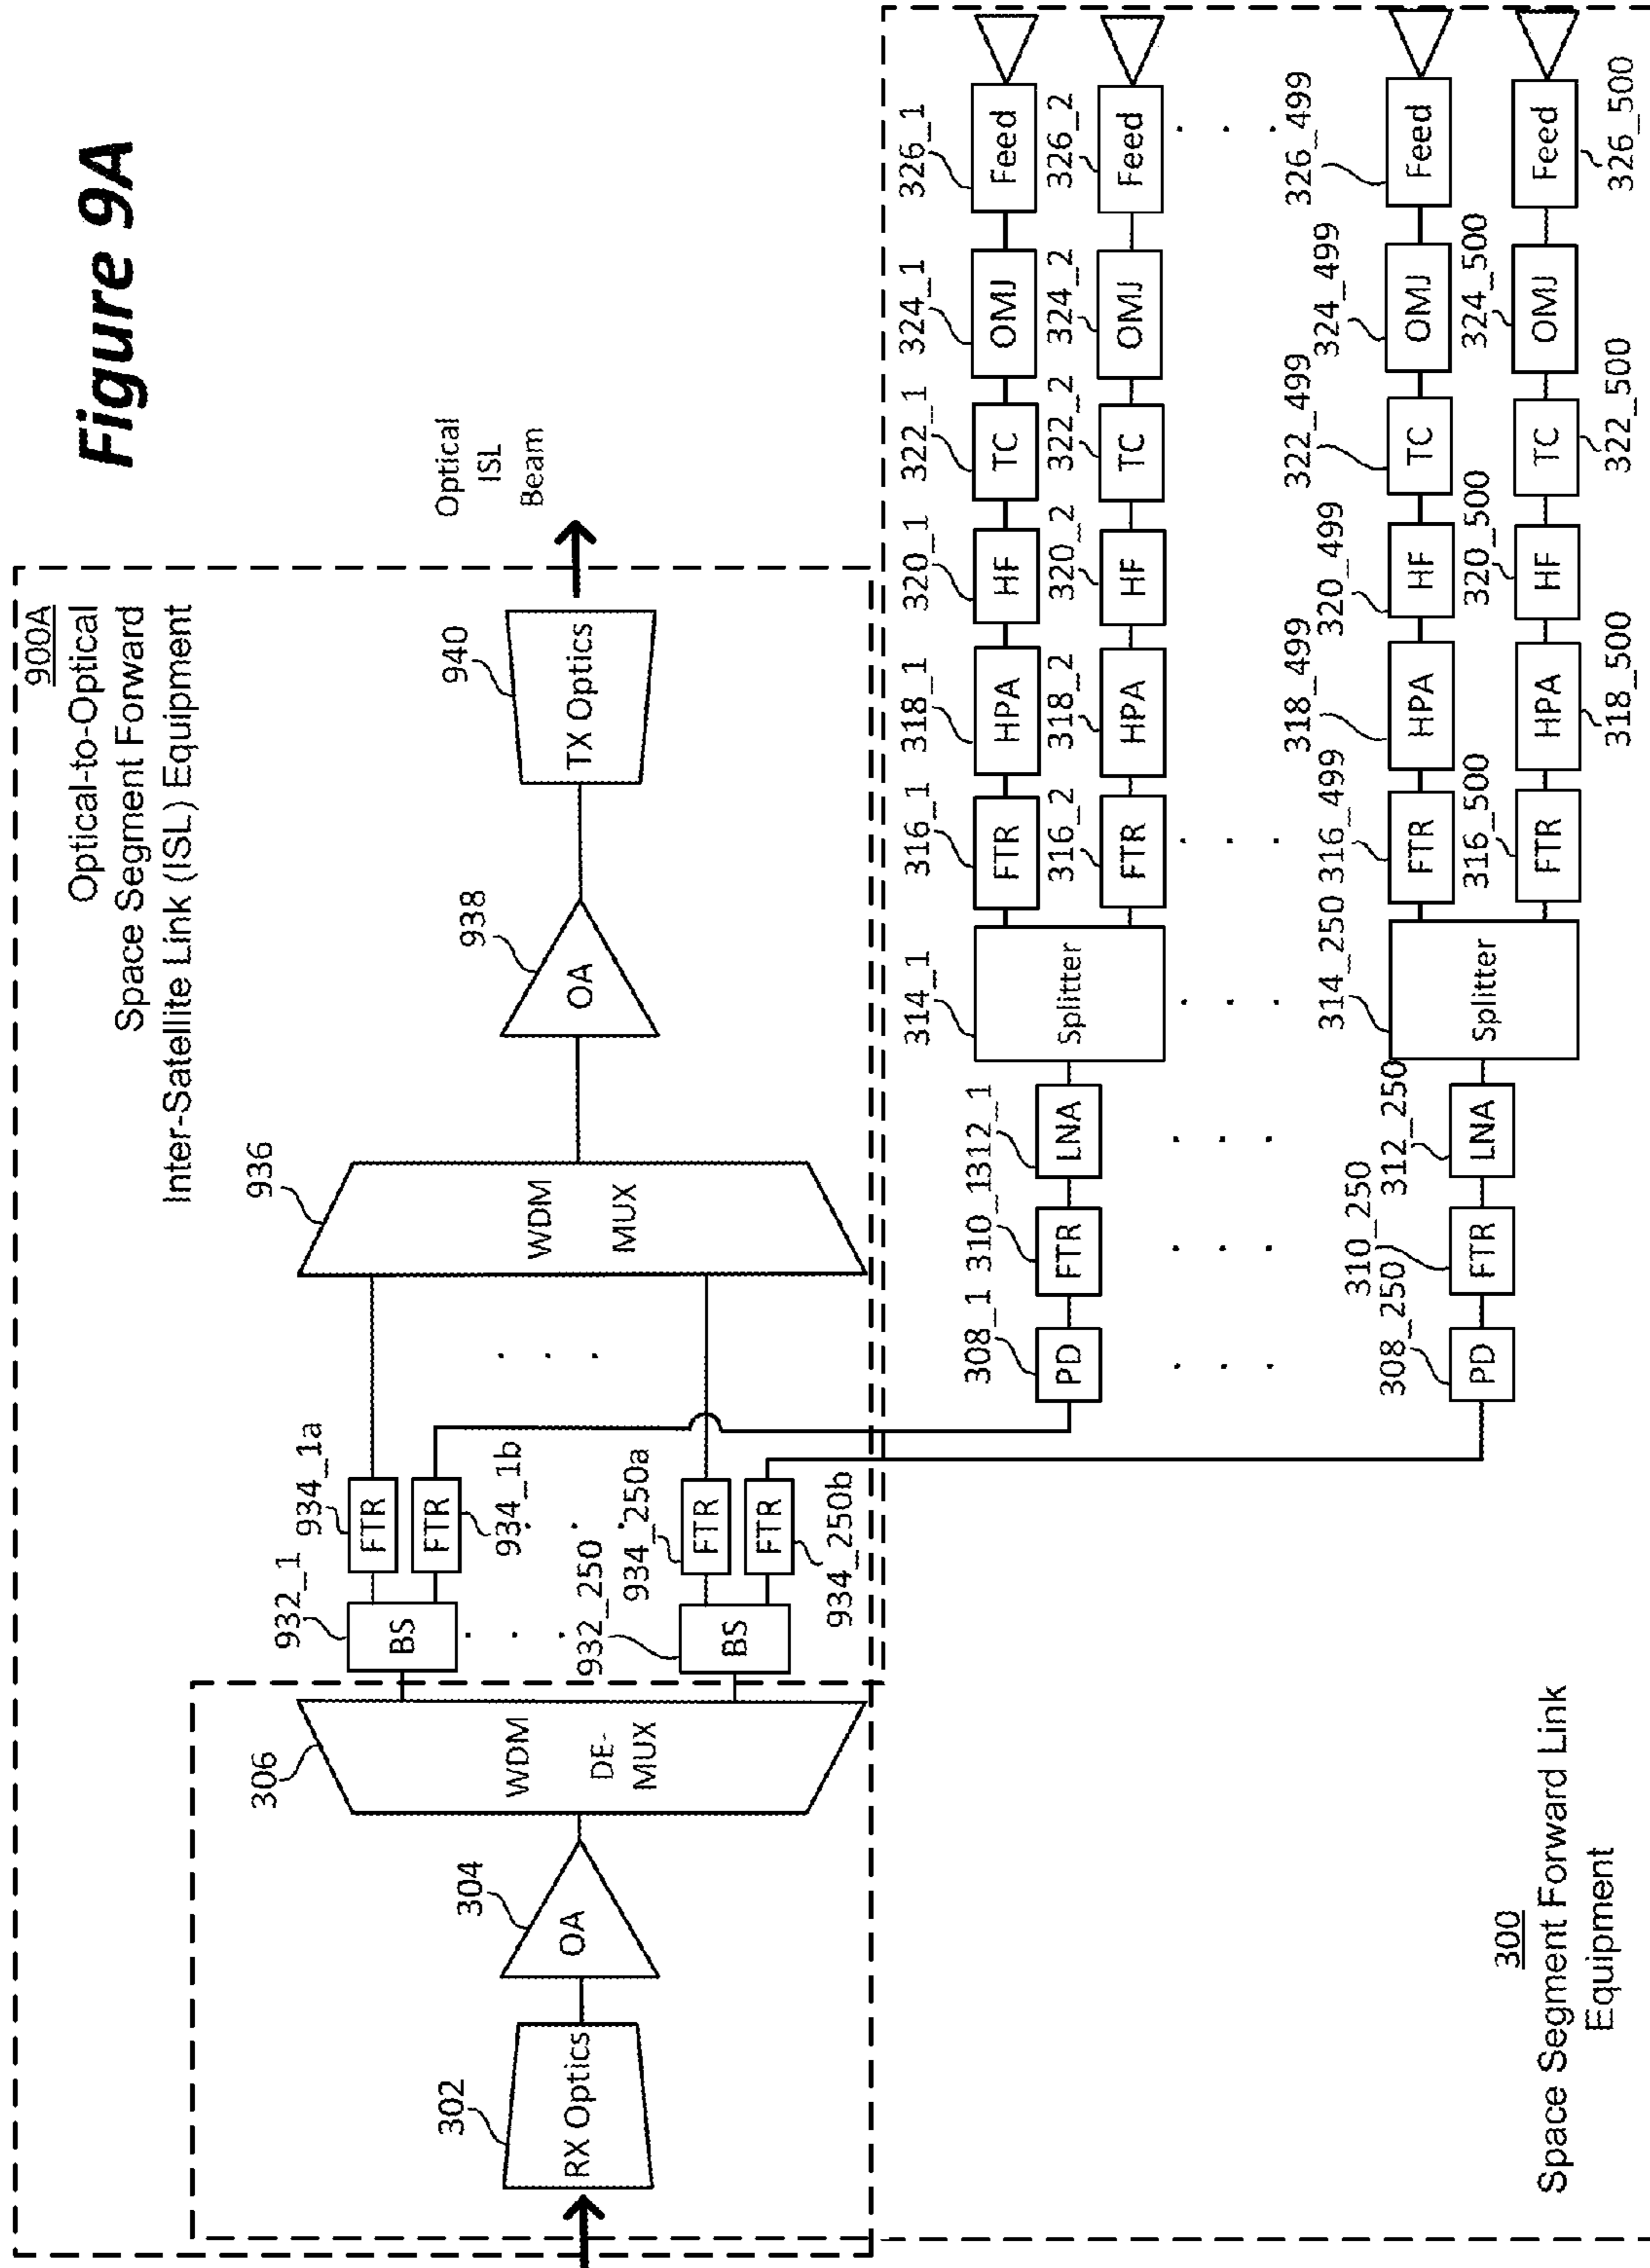 Figure 9A
900A
Optical-to-Optical
Space Segment Forward
Inter-Satellite Link (ISL) Equipment
302
RX Optics
304
OA
306
WDM
DE-
MUX
932_1
BS
. . .
932_250
BS
934_1a
FTR
934_1b
FTR
. . .
934_250a
FTR
934_250b
FTR
. . .
936
WDM
MUX
938
OA
940
TX Optics
Optical
ISL
Beam
308_1
PD
310_1
FTR
312_1
LNA
314_1
Splitter
316_1
FTR
318_1
HPA
320_1
HF
322_1
TC
324_1
OMJ
326_1
Feed
316_2
FTR
318_2
HPA
320_2
HF
322_2
TC
324_2
OMJ
326_2
Feed
. . .
. . .
. . .
. . .
. . .
. . .
308_250
PD
310_250
FTR
312_250
LNA
314_250
Splitter
316_499
FTR
318_499
HPA
320_499
HF
322_499
TC
324_499
OMJ
326_499
Feed
316_500
FTR
318_500
HPA
320_500
HF
322_500
TC
324_500
OMJ
326_500
Feed
300
Space Segment Forward Link
Equipment